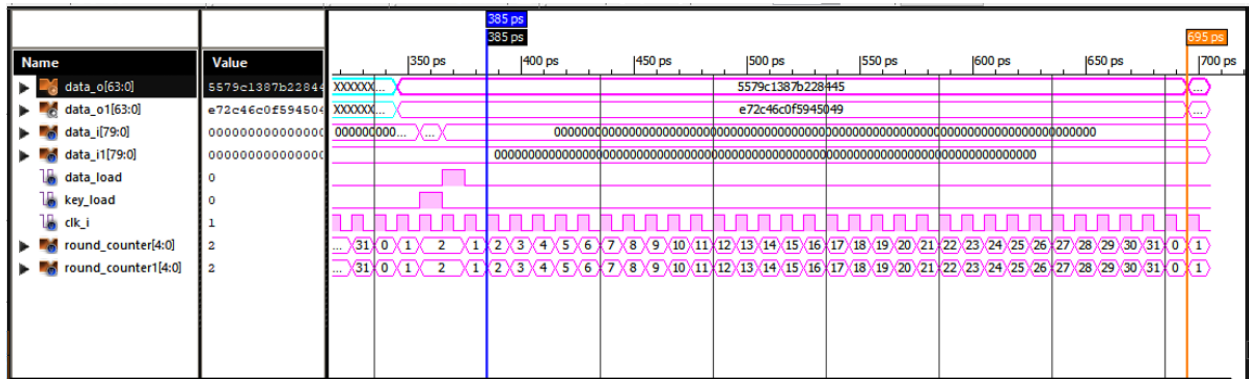 385 ps
385 ps 695 ps
Name Value 350 ps 400 ps 450 ps 500 ps 550 ps 600 ps 650 ps 700 ps
data_o[63:0] 5579c1387b22844 XXXXXX... 5579c1387b228445 ...
data_o1[63:0] e72c46c0f594504 XXXXXX... e72c46c0f5945049 ...
data_i[79:0] 000000000... ...
data_i1[79:0]
data_load 0
key_load 0
clk_i 1
round_counter[4:0] 2 ... 31 0 1 2 1 2 3 4 5 6 7 8 9 10 11 12 13 14 15 16 17 18 19 20 21 22 23 24 25 26 27 28 29 30 31 0 1
round_counter1[4:0] 2 ... 31 0 1 2 1 2 3 4 5 6 7 8 9 10 11 12 13 14 15 16 17 18 19 20 21 22 23 24 25 26 27 28 29 30 31 0 1